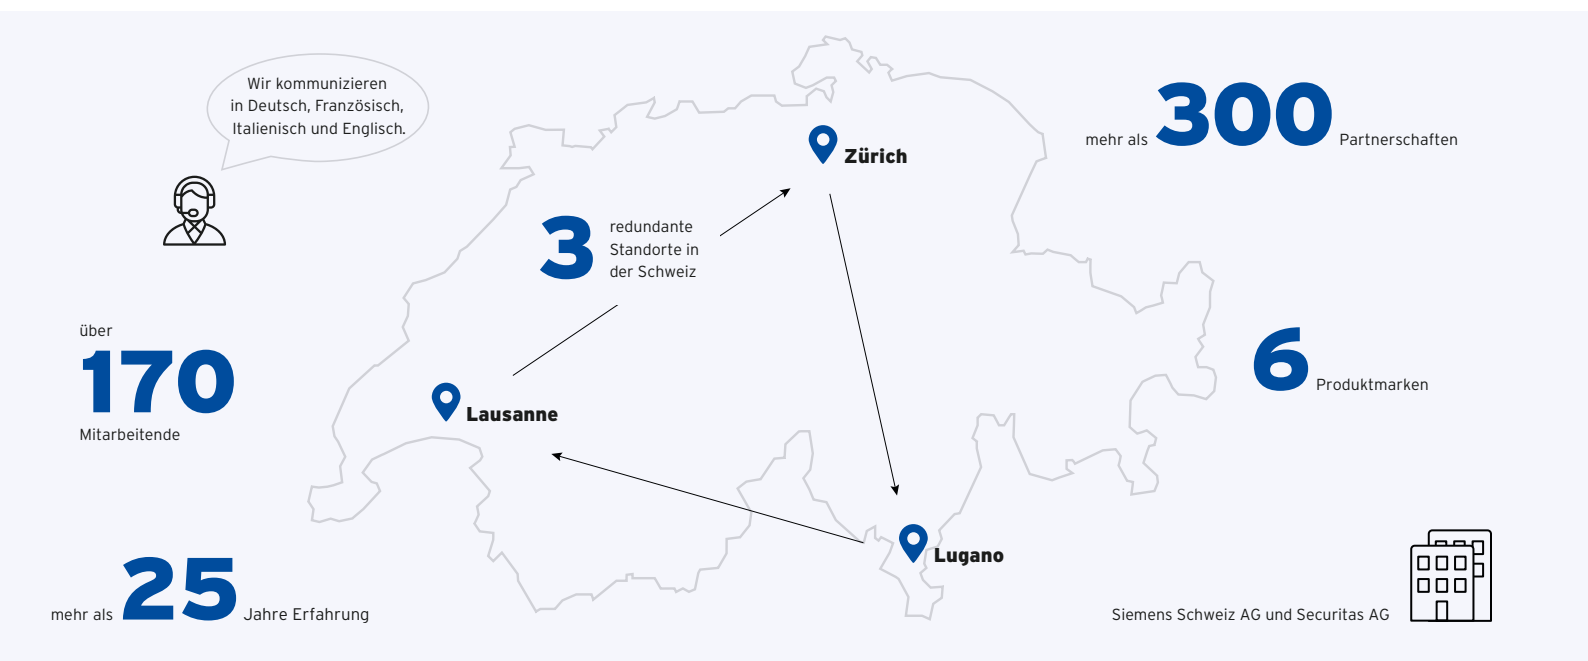 Wir kommunizieren
in Deutsch, Französisch,
Italienisch und Englisch.
mehr als 300 Partnerschaften
Zürich
3
redundante
Standorte in
der Schweiz
über
170
Mitarbeitende
6 Produktmarken
Lausanne
Lugano
mehr als 25 Jahre Erfahrung
Siemens Schweiz AG und Securitas AG